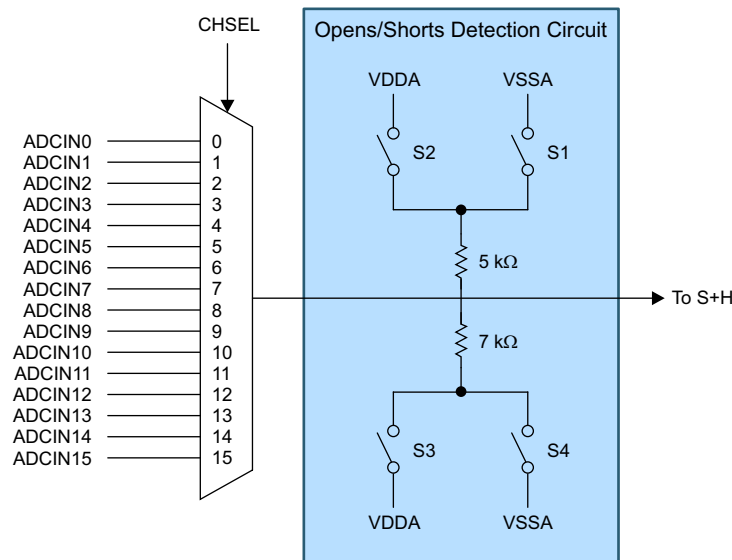 CHSEL
Opens/Shorts Detection Circuit
VDDA
VSSA
S2
S1
ADCIN0
0
ADCIN1
1
ADCIN2
2
ADCIN3
3
ADCIN4
4
ADCIN5
5
ADCIN6
6
ADCIN7
7
ADCIN8
8
ADCIN9
9
ADCIN10
10
ADCIN11
11
ADCIN12
12
ADCIN13
13
ADCIN14
14
ADCIN15
15
5 kΩ
To S+H
7 kΩ
S3
S4
VDDA
VSSA